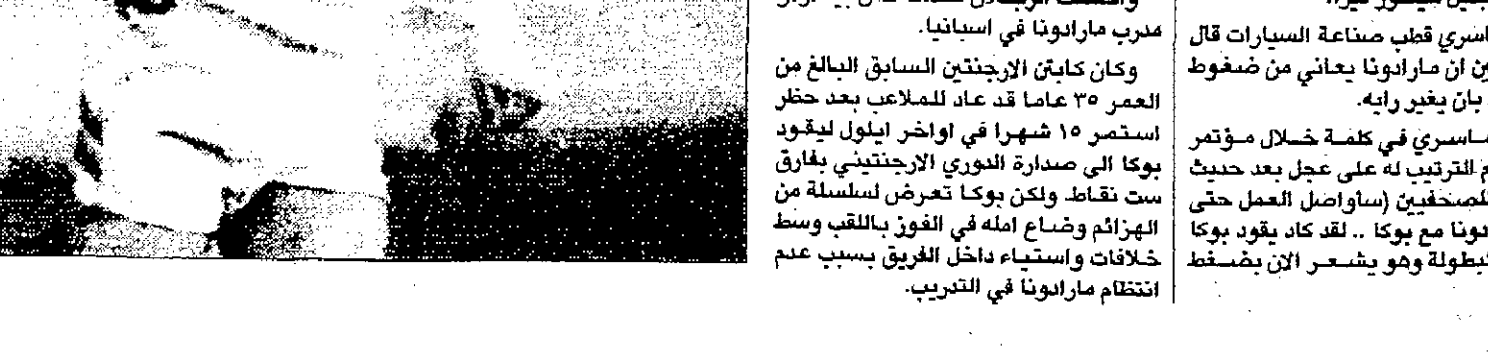 اسري قطب صناعة السيارات قال
ان مارادونا يعاني من ضغوط
بان يغير رايه.
ماسري في كلمة خلال مؤتمر
الترتيب له على عجل بعد حديث
للصحفيين (ساواصل العمل حتى
مع بوكا .. لقد كاد يقود بوكا
وهو يشعر الان بضغط
مدرب مارادونا في اسبانيا.
وكان كابتن الارجنتين السابق البالغ من
العمر ٣٥ عاما قد عاد للملاعب بعد حظر
استمر ١٥ شهرا في اواخر ايلول ليقود
بوكا الى صدارة الدوري الارجنتيني بفارق
ست نقاط ولكن بوكا تعرض لسلسلة من
الهزائم وضاع امله في الفوز باللقب وسط
خلافات واستياء داخل الفريق بسبب عدم
انتظام مارادونا في التدريب.